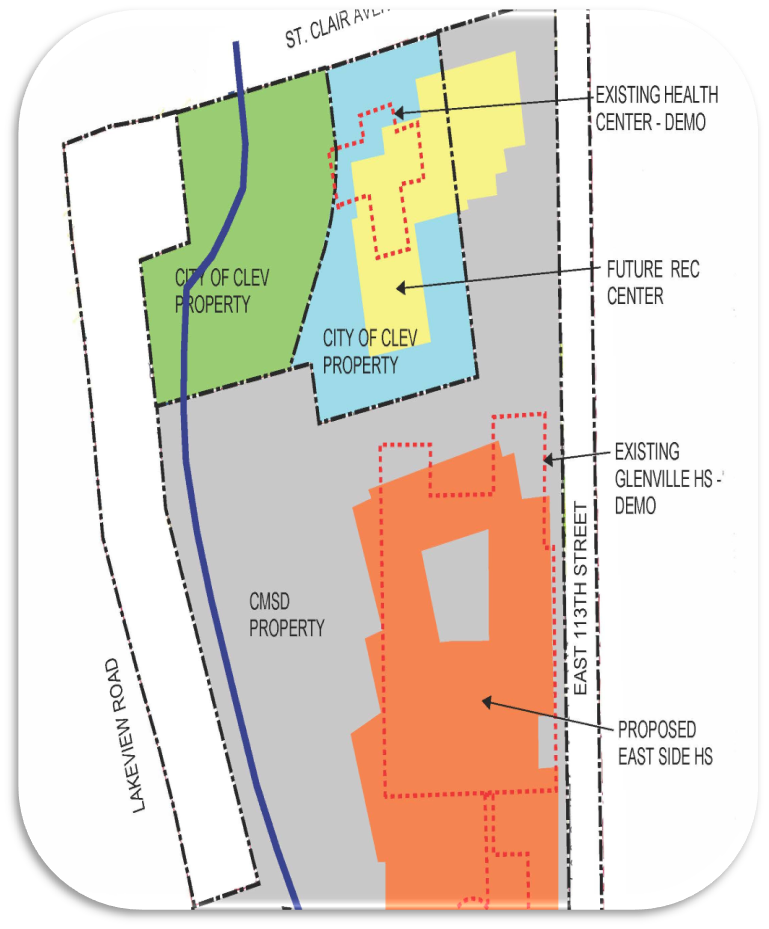 ST. CLAIR AVEN
EXISTING HEALTH
CENTER - DEMO
FUTURE REC
CENTER
CITY OF CLEV
PROPERTY
CITY OF CLEV
PROPERTY
EXISTING
GLENVILLE HS -
DEMO
EAST 113TH STREET
CMSD
PROPERTY
LAKEVIEW ROAD
PROPOSED
EAST SIDE HS